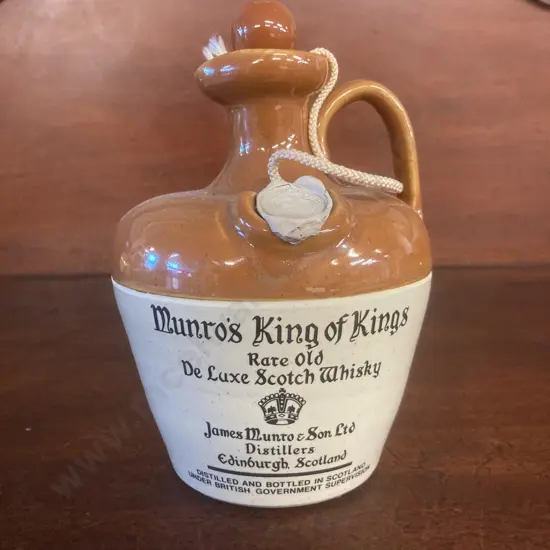 Munro's King of Kings
Rare Old
De Luxe Scotch Whisky
James Munro & Son Ltd
Distillers
Edinburgh, Scotland
DISTILLED AND BOTTLED IN SCOTLAND
UNDER BRITISH GOVERNMENT SUPERVISION